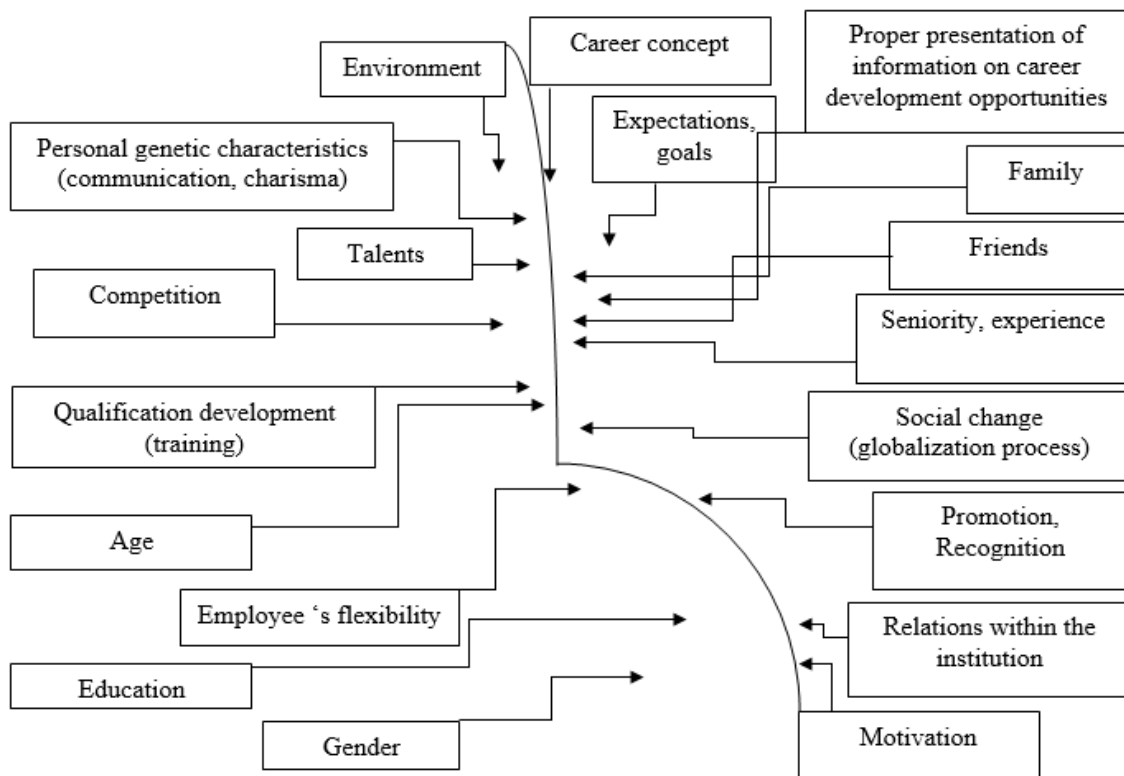 Environment
Career concept
Proper presentation of
information on career
development opportunities
Expectations,
goals
Personal genetic characteristics
(communication, charisma)
Family
Talents
Friends
Competition
Seniority, experience
Qualification development
(training)
Social change
(globalization process)
Age
Promotion,
Recognition
Employee ‘s flexibility
Relations within the
institution
Education
Gender
Motivation